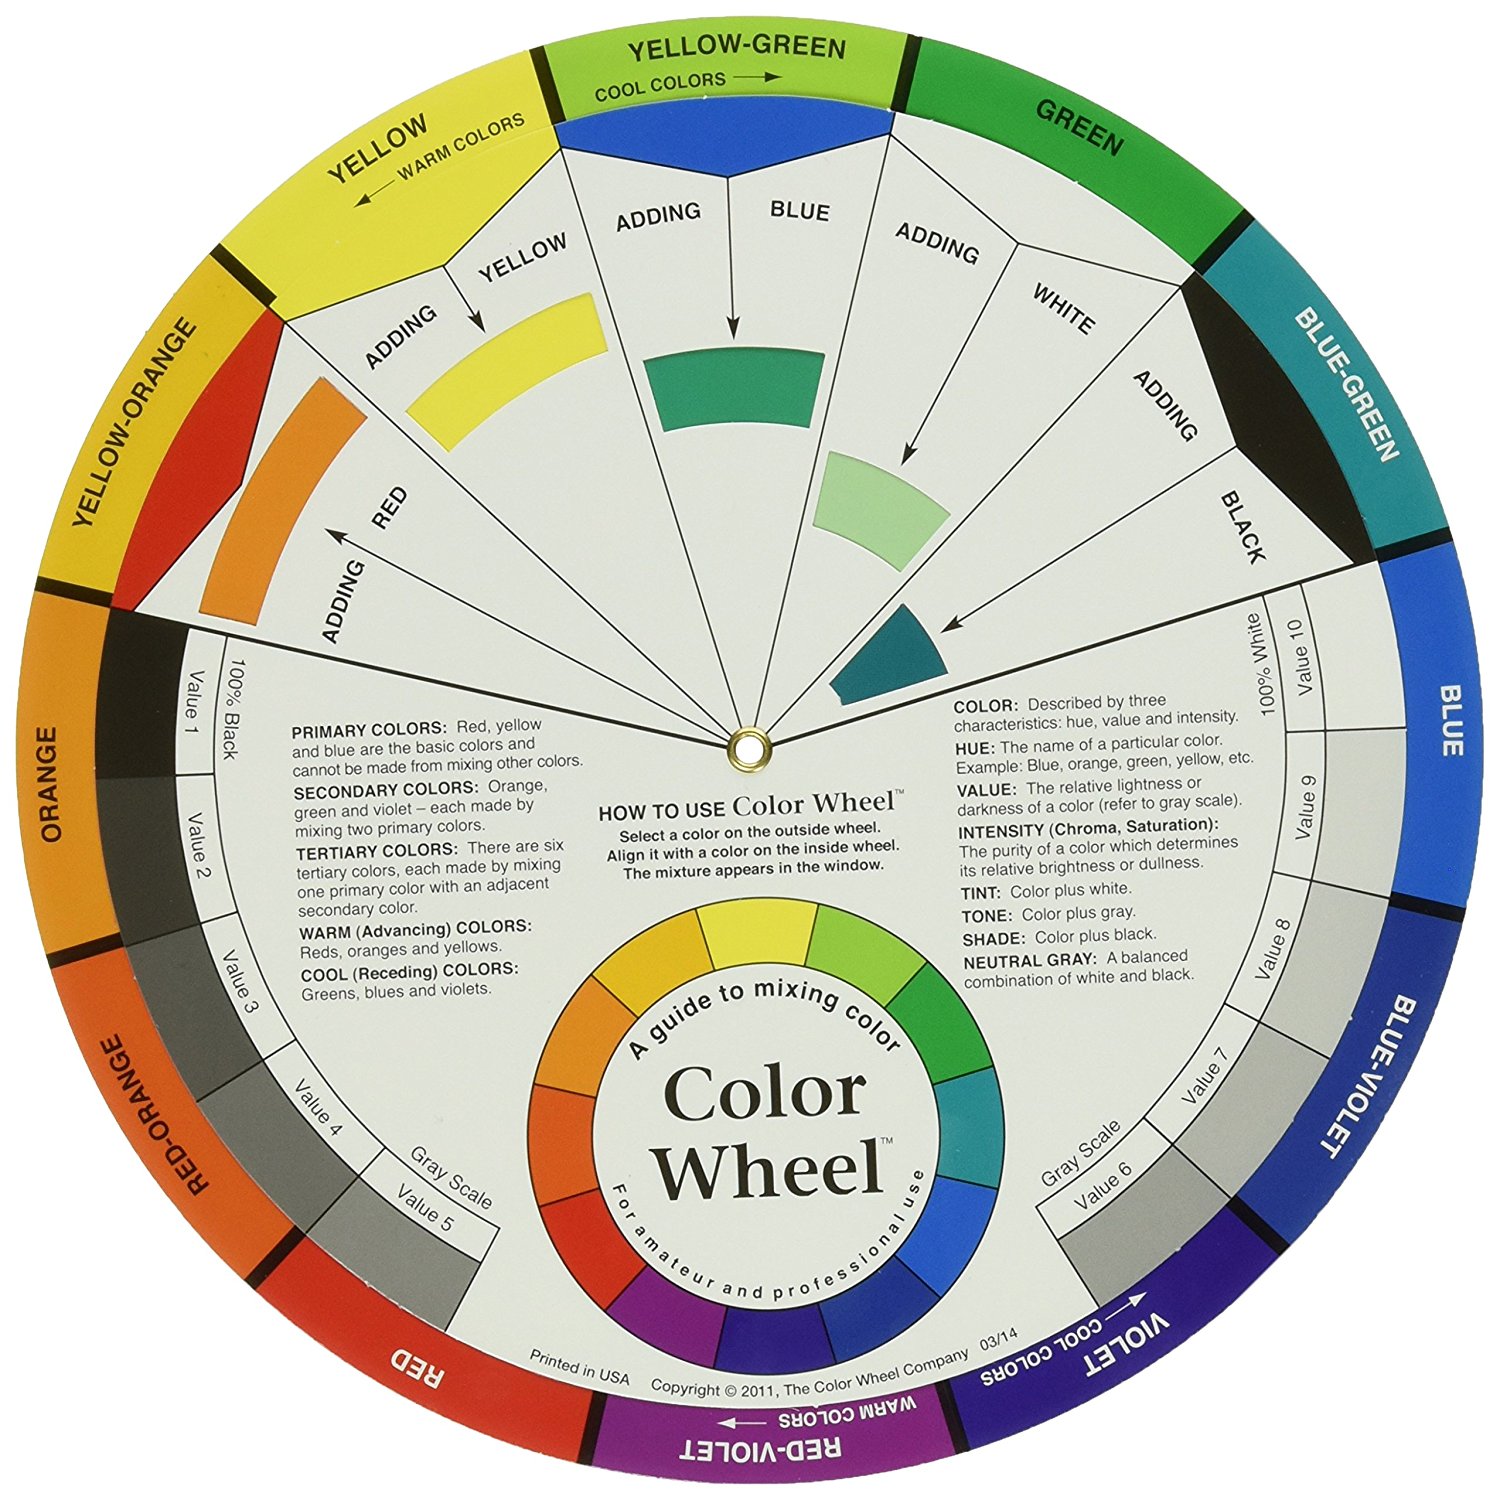 YELLOW-GREEN
COOL COLORS
GREEN
BLUE-GREEN
BLUE
BLUE-VIOLET
VIOLET
COOL COLORS
RED-VIOLET
WARM COLORS
RED
RED-ORANGE
ORANGE
YELLOW-ORANGE
YELLOW
WARM COLORS
ADDING RED
ADDING YELLOW
ADDING BLUE
ADDING WHITE
ADDING BLACK
100% Black
Value 1
Value 2
Value 3
Value 4
Value 5
Gray Scale
100% White
Value 10
Value 9
Value 8
Value 7
Value 6
Gray Scale
PRIMARY COLORS: Red, yellow
and blue are the basic colors and
cannot be made from mixing other colors.
SECONDARY COLORS: Orange,
green and violet – each made by
mixing two primary colors.
TERTIARY COLORS: There are six
tertiary colors, each made by mixing
one primary color with an adjacent
secondary color.
WARM (Advancing) COLORS:
Reds, oranges and yellows.
COOL (Receding) COLORS:
Greens, blues and violets.
HOW TO USE Color Wheel™
Select a color on the outside wheel.
Align it with a color on the inside wheel.
The mixture appears in the window.
COLOR: Described by three
characteristics: hue, value and intensity.
HUE: The name of a particular color.
Example: Blue, orange, green, yellow, etc.
VALUE: The relative lightness or
darkness of a color (refer to gray scale).
INTENSITY (Chroma, Saturation):
The purity of a color which determines
its relative brightness or dullness.
TINT: Color plus white.
TONE: Color plus gray.
SHADE: Color plus black.
NEUTRAL GRAY: A balanced
combination of white and black.
A guide to mixing color
Color
Wheel™
For amateur and professional use
Printed in USA Copyright © 2011, The Color Wheel Company 03/14